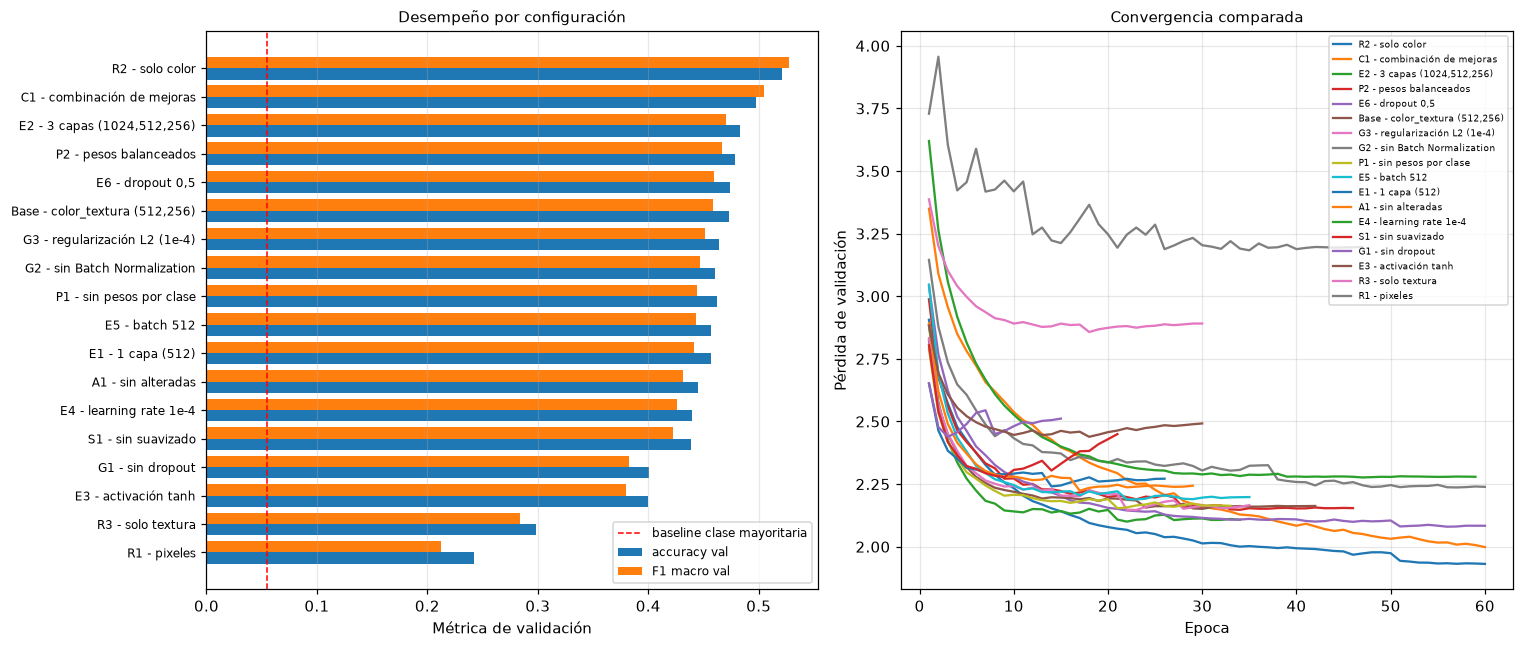 Desempeño por configuración
R2 - solo color
C1 - combinación de mejoras
E2 - 3 capas (1024,512,256)
P2 - pesos balanceados
E6 - dropout 0,5
Base - color_textura (512,256)
G3 - regularización L2 (1e-4)
G2 - sin Batch Normalization
P1 - sin pesos por clase
E5 - batch 512
E1 - 1 capa (512)
A1 - sin alteradas
E4 - learning rate 1e-4
S1 - sin suavizado
G1 - sin dropout
E3 - activación tanh
R3 - solo textura
R1 - pixeles
baseline clase mayoritaria
accuracy val
F1 macro val
0.0 0.1 0.2 0.3 0.4 0.5
Métrica de validación
Convergencia comparada
Pérdida de validación
4.00
3.75
3.50
3.25
3.00
2.75
2.50
2.25
2.00
R2 - solo color
C1 - combinación de mejoras
E2 - 3 capas (1024,512,256)
P2 - pesos balanceados
E6 - dropout 0,5
Base - color_textura (512,256)
G3 - regularización L2 (1e-4)
G2 - sin Batch Normalization
P1 - sin pesos por clase
E5 - batch 512
E1 - 1 capa (512)
A1 - sin alteradas
E4 - learning rate 1e-4
S1 - sin suavizado
G1 - sin dropout
E3 - activación tanh
R3 - solo textura
R1 - pixeles
0 10 20 30 40 50 60
Epoca